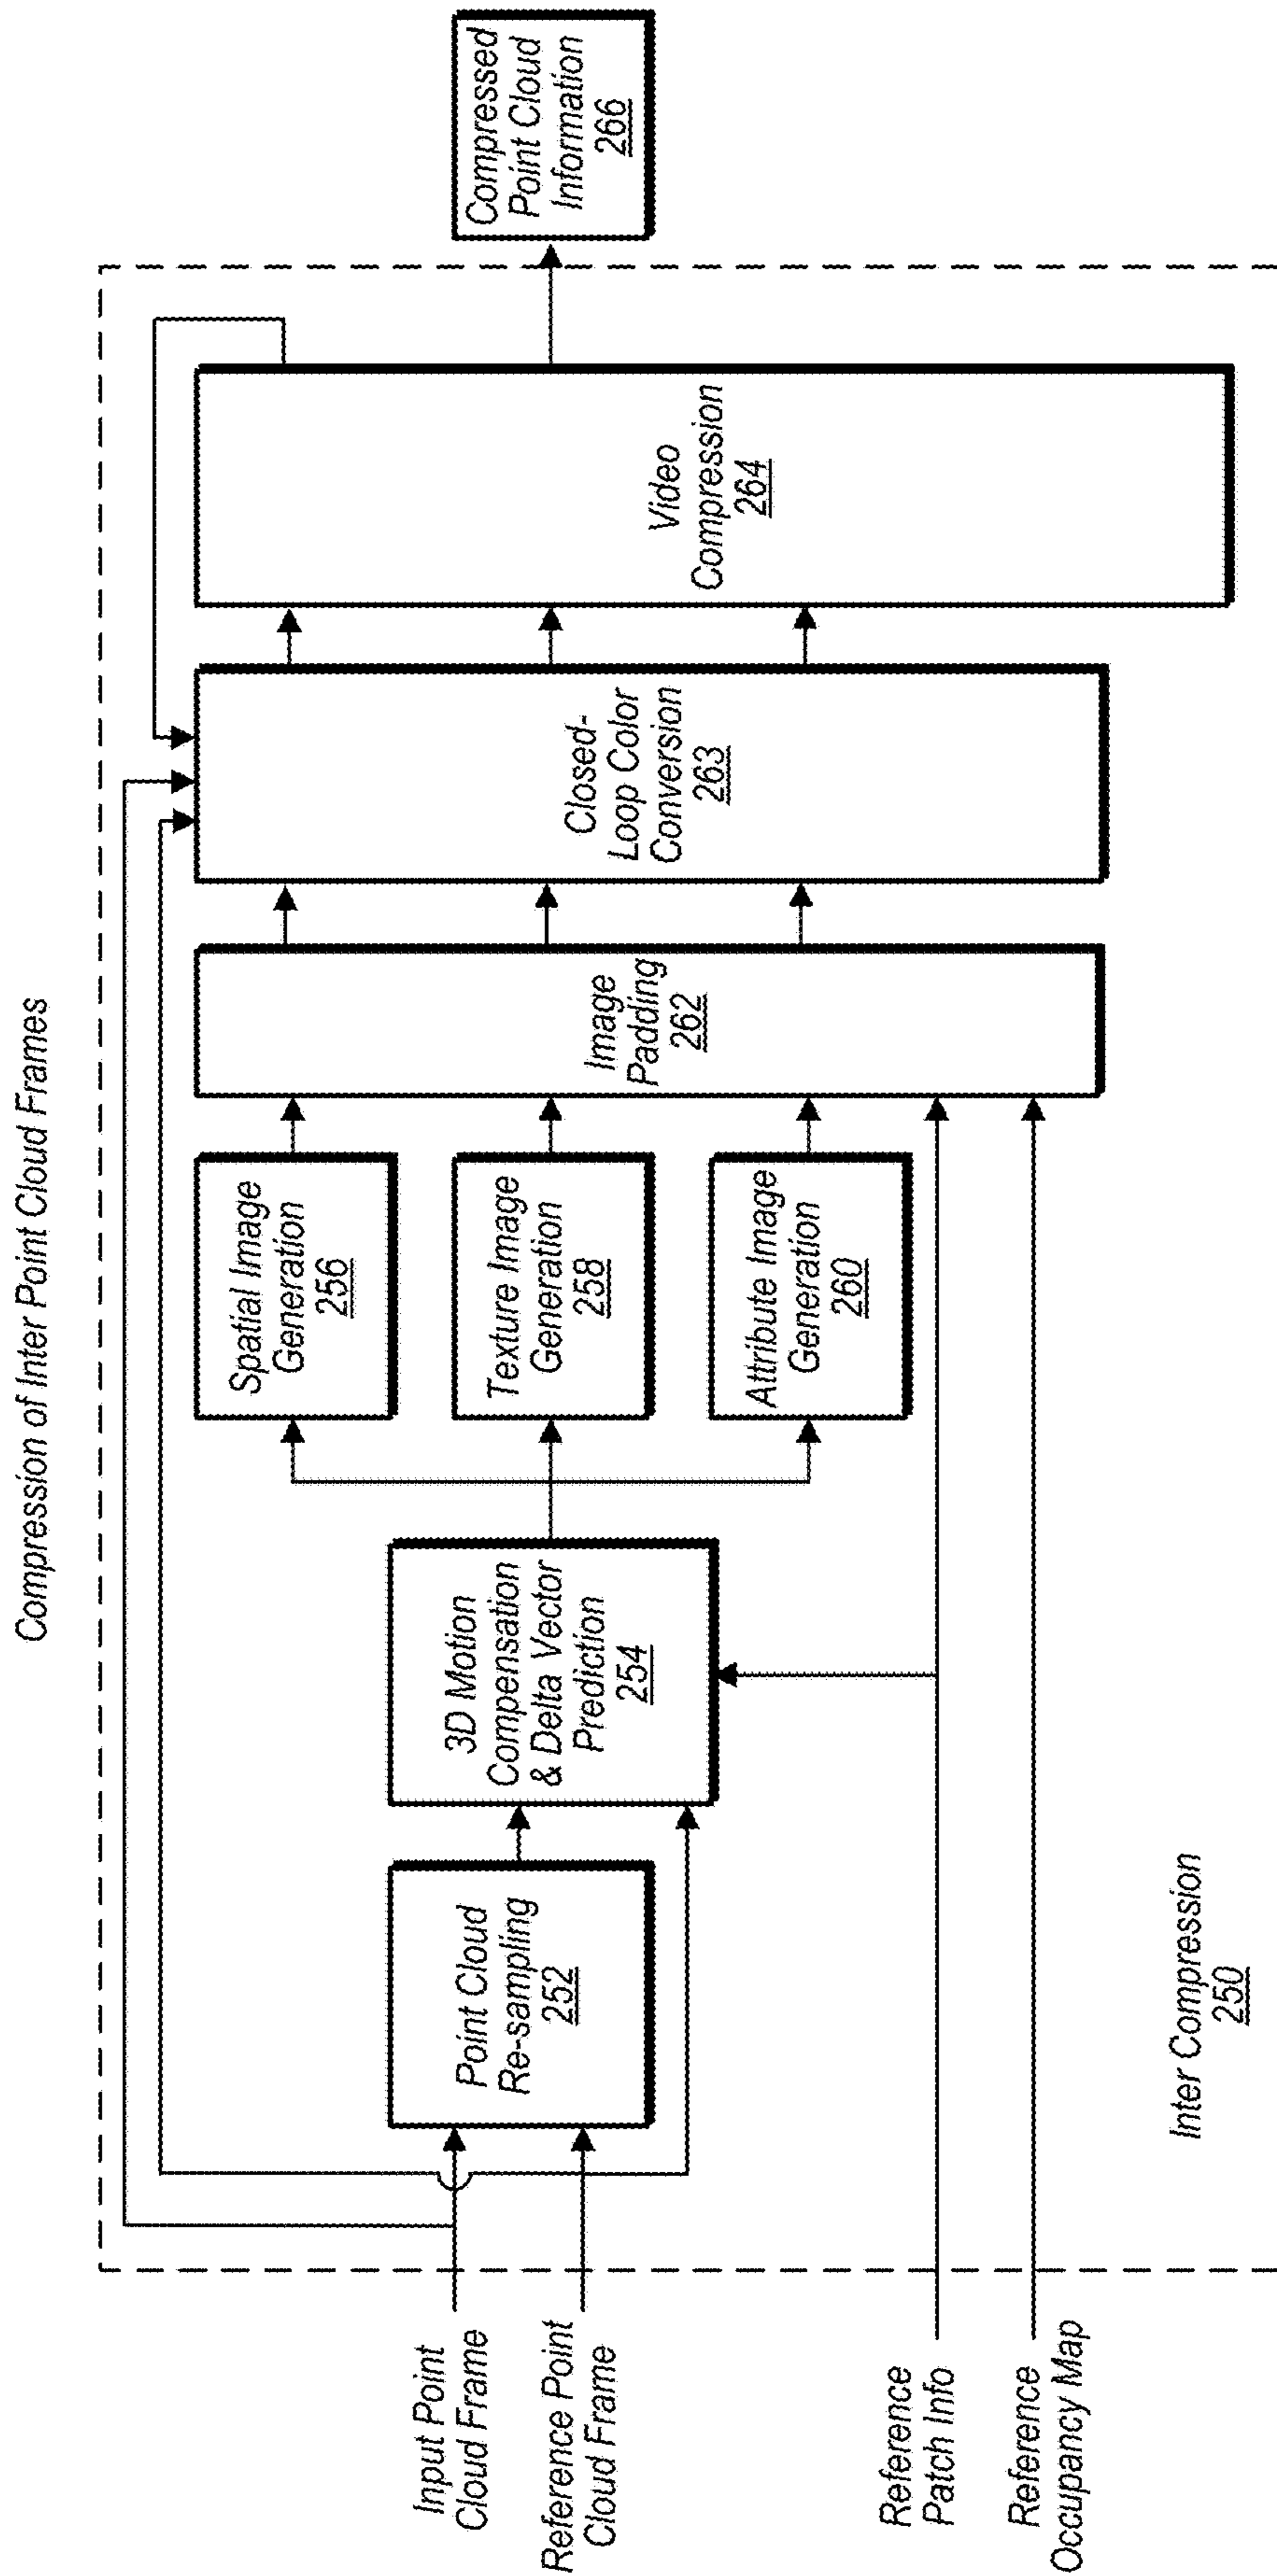 Compression of Inter Point Cloud Frames
Input Point
Cloud Frame
Reference Point
Cloud Frame
Reference
Patch Info
Reference
Occupancy Map
Point Cloud
Re-sampling
252
3D Motion
Compensation
& Delta Vector
Prediction
254
Spatial Image
Generation
256
Texture Image
Generation
258
Attribute Image
Generation
260
Image
Padding
262
Closed-
Loop Color
Conversion
263
Video
Compression
264
Compressed
Point Cloud
Information
266
Inter Compression
250